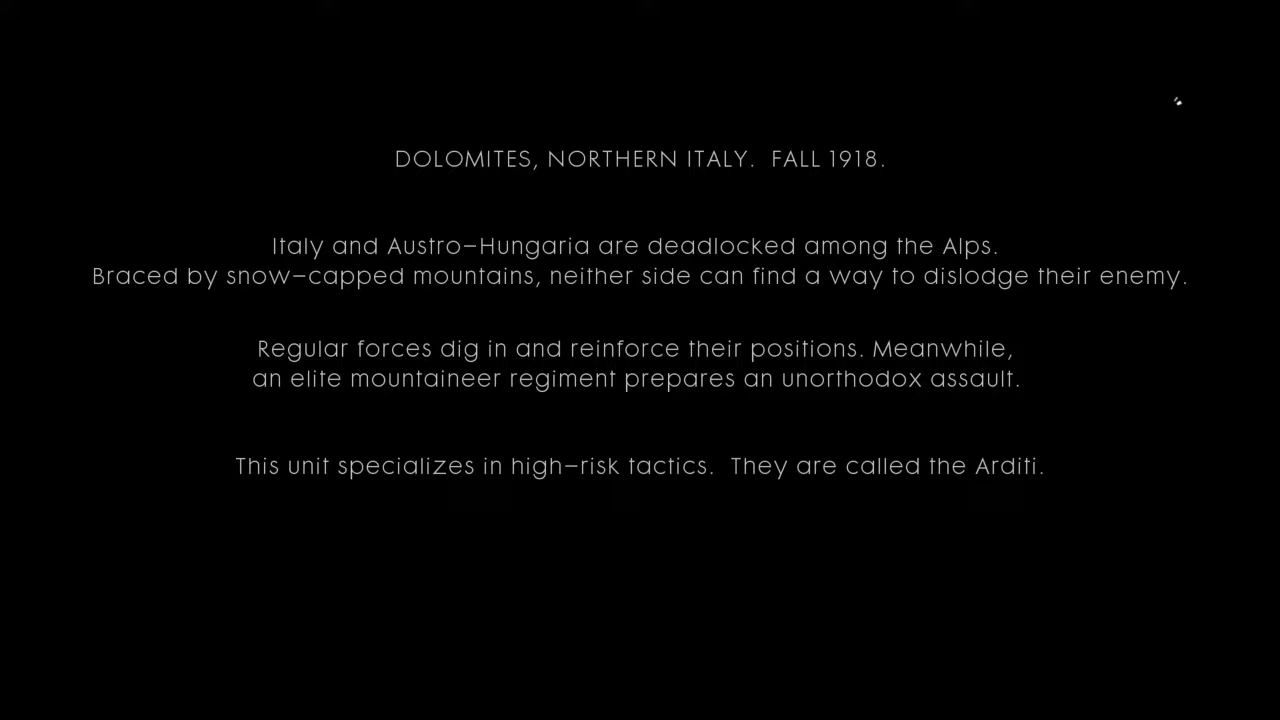 DOLOMITES, NORTHERN ITALY. FALL 1918.
Italy and Austro-Hungaria are deadlocked among the Alps.
Braced by snow-capped mountains, neither side can find a way to dislodge their enemy.
Regular forces dig in and reinforce their positions. Meanwhile,
an elite mountaineer regiment prepares an unorthodox assault.
This unit specializes in high-risk tactics. They are called the Arditi.